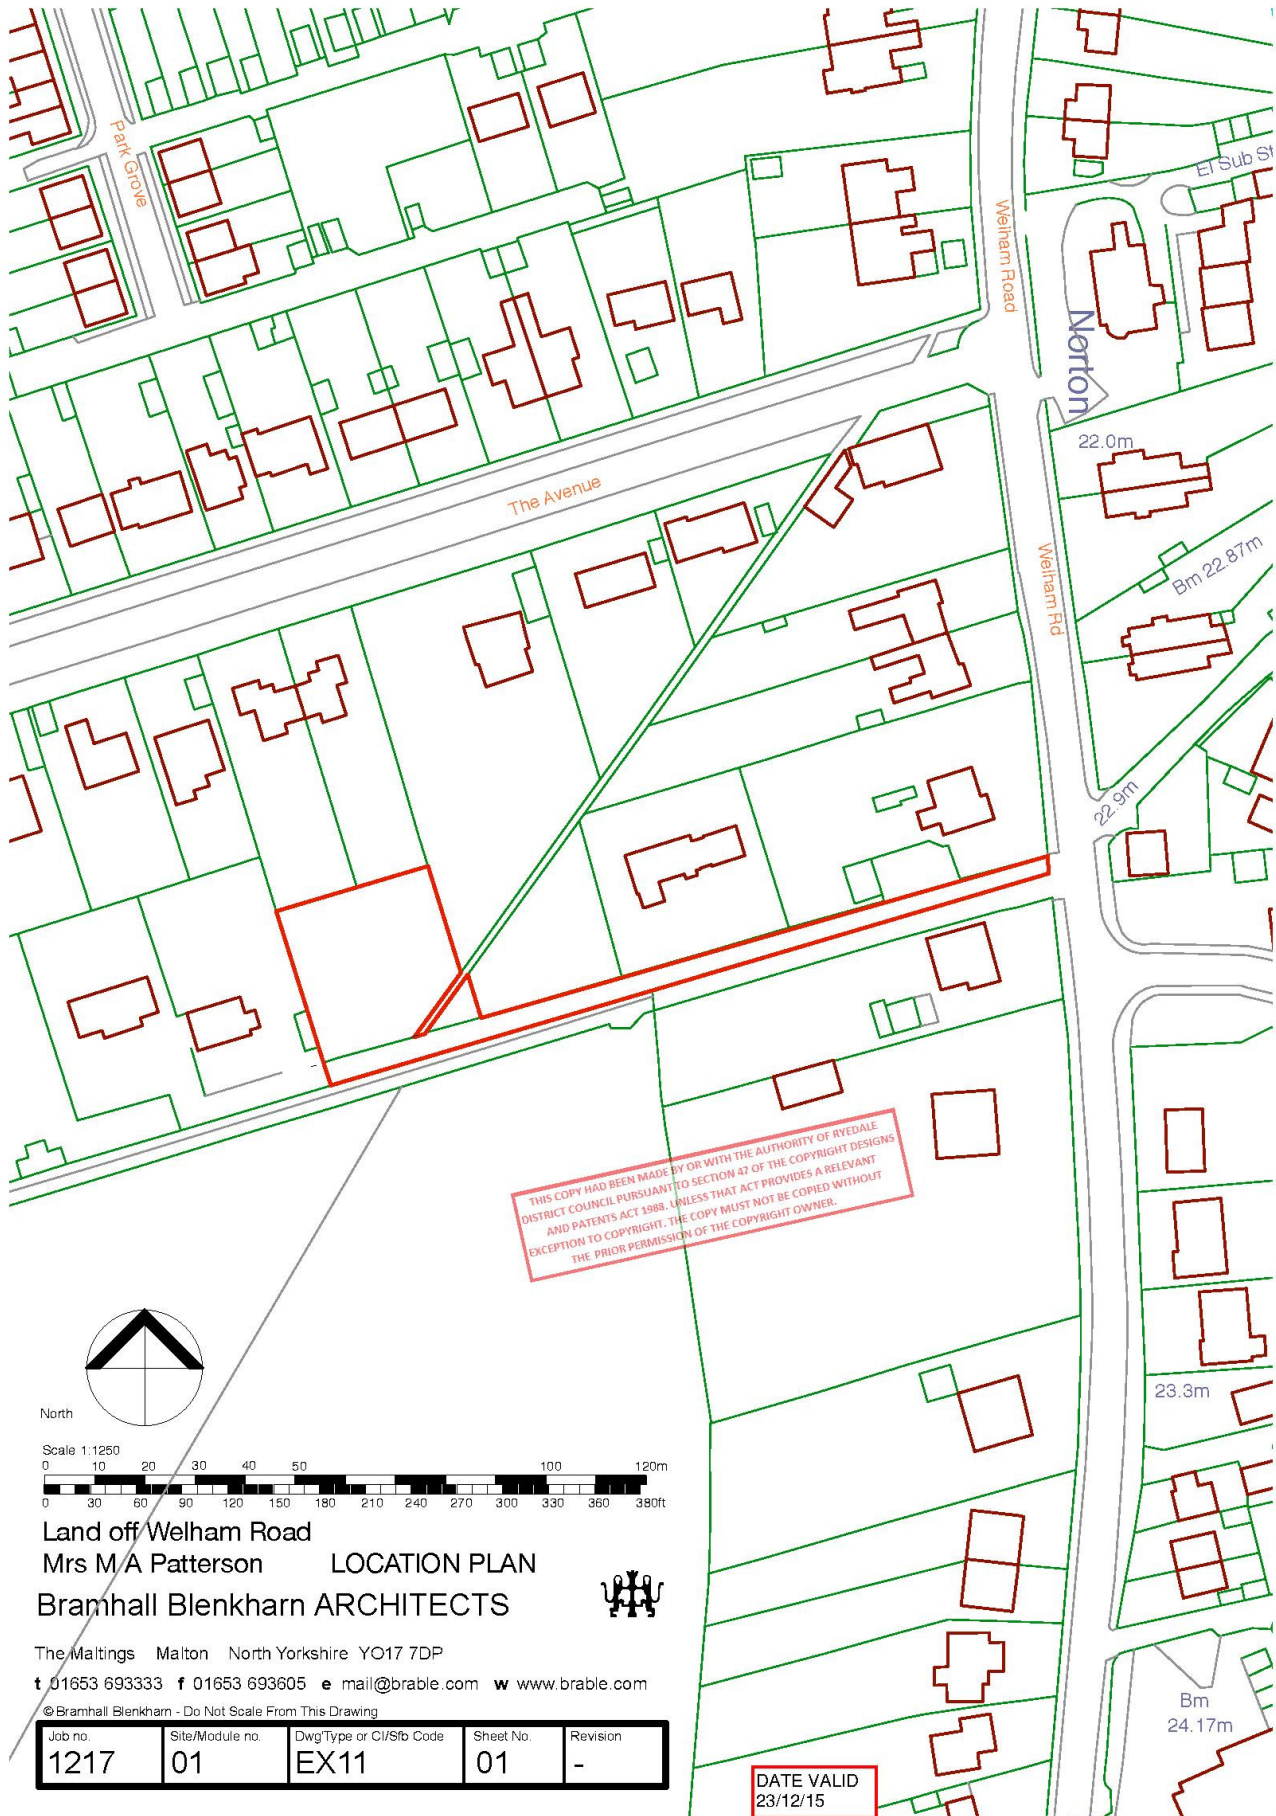 Park Grove
El Sub St
Welham Road
Norton
22.0m
The Avenue
Bm 22.87m
Welham Rd
22.9m
THIS COPY HAD BEEN MADE BY OR WITH THE AUTHORITY OF RYEDALE
DISTRICT COUNCIL PURSUANT TO SECTION 47 OF THE COPYRIGHT DESIGNS
AND PATENTS ACT 1988. UNLESS THAT ACT PROVIDES A RELEVANT
EXCEPTION TO COPYRIGHT. THE COPY MUST NOT BE COPIED WITHOUT
THE PRIOR PERMISSION OF THE COPYRIGHT OWNER.
23.3m
North
Scale 1:1250
0 10 20 30 40 50 100 120m
0 30 60 90 120 150 180 210 240 270 300 330 360 380ft
Land off Welham Road
Mrs M A Patterson LOCATION PLAN
Bramhall Blenkharn ARCHITECTS
The Maltings Malton North Yorkshire YO17 7DP
t 01653 693333 f 01653 693605 e mail@brable.com w www.brable.com
© Bramhall Blenkharn - Do Not Scale From This Drawing
Job no. Site/Module no. Dwg'Type or CI/Sfb Code Sheet No. Revision
1217 01 EX11 01 -
Bm
24.17m
DATE VALID
23/12/15